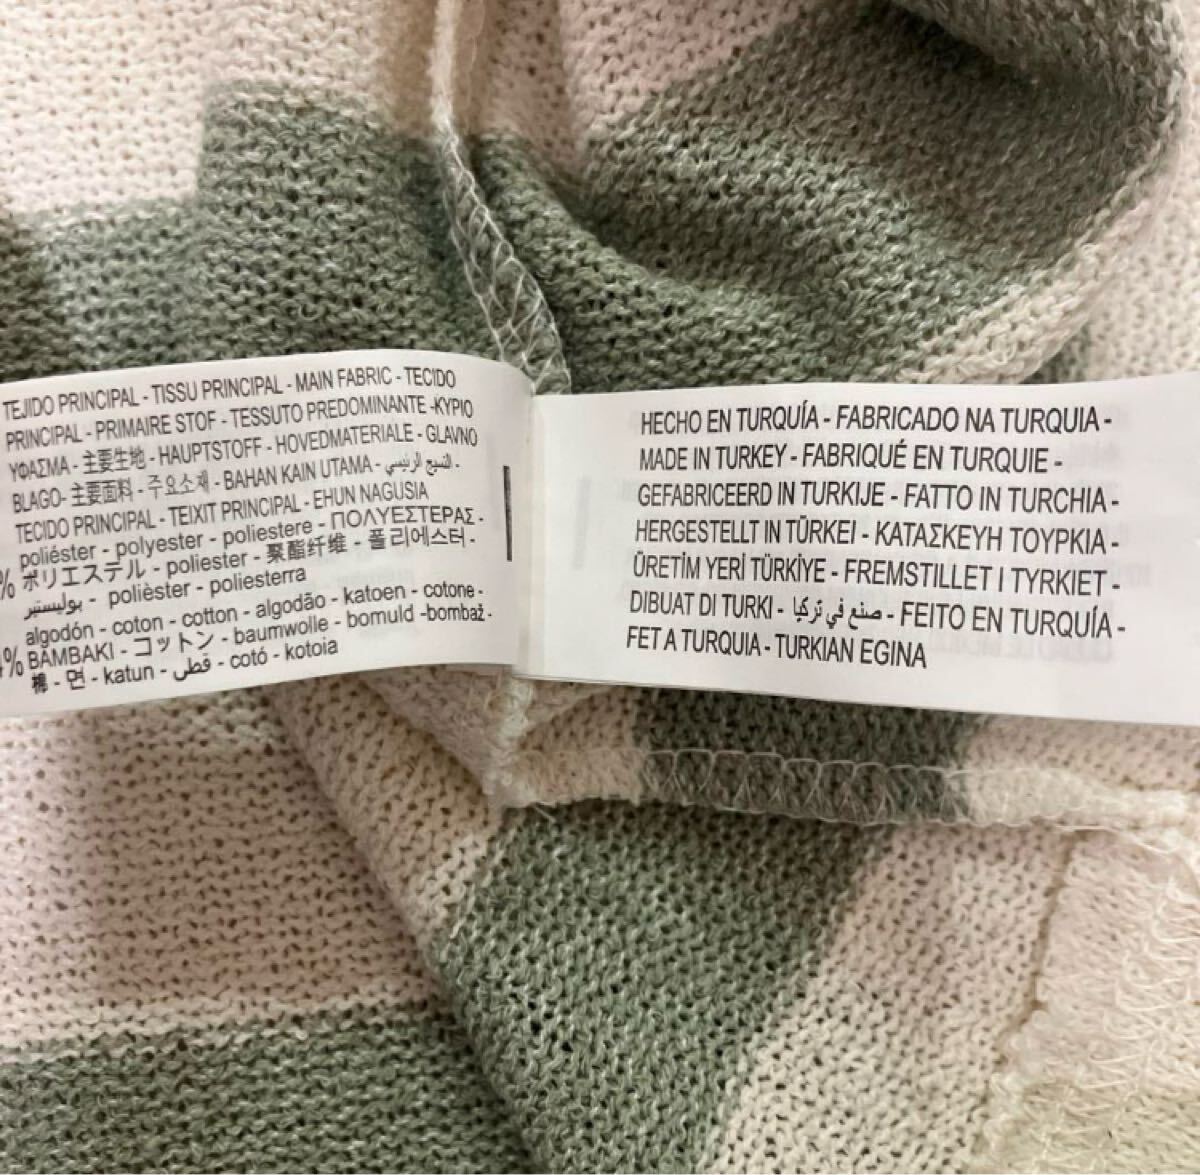 TEJIDO PRINCIPAL - TISSU PRINCIPAL - MAIN FABRIC - TECIDO
PRINCIPAL - PRIMAIRE STOF - TESSUTO PREDOMINANTE -ΚΥΡΙΟ
ΥΦΑΣΜΑ - 主要生地 - HAUPTSTOFF - HOVEDMATERIALE - GLAVNO
BLAGO- 主要面料 - 주요소재 - BAHAN KAIN UTAMA - النسيج الرئيسي -
TECIDO PRINCIPAL - TEIXIT PRINCIPAL - EHUN NAGUSIA
poliéster - polyester - poliestere - ΠΟΛΥΕΣΤΕΡΑΣ -
% ポリエステル - poliester - 聚酯纤维 - 폴리에스터 -
بوليستير - polièster - poliesterra
algodón - coton - cotton - algodão - katoen - cotone -
% BAMBAKI - コットン - baumwolle - bomuld -bombaž -
棉 - 면 - katun - قطن - cotó - kotoia
HECHO EN TURQUÍA - FABRICADO NA TURQUIA -
MADE IN TURKEY - FABRIQUÉ EN TURQUIE -
GEFABRICEERD IN TURKIJE - FATTO IN TURCHIA -
HERGESTELLT IN TÜRKEI - ΚΑΤΑΣΚΕΥΗ ΤΟΥΡΚΙΑ -
ÜRETİM YERİ TÜRKİYE - FREMSTILLET I TYRKIET -
DIBUAT DI TURKI - صنع في تركيا - FEITO EN TURQUÍA -
FET A TURQUIA - TURKIAN EGINA